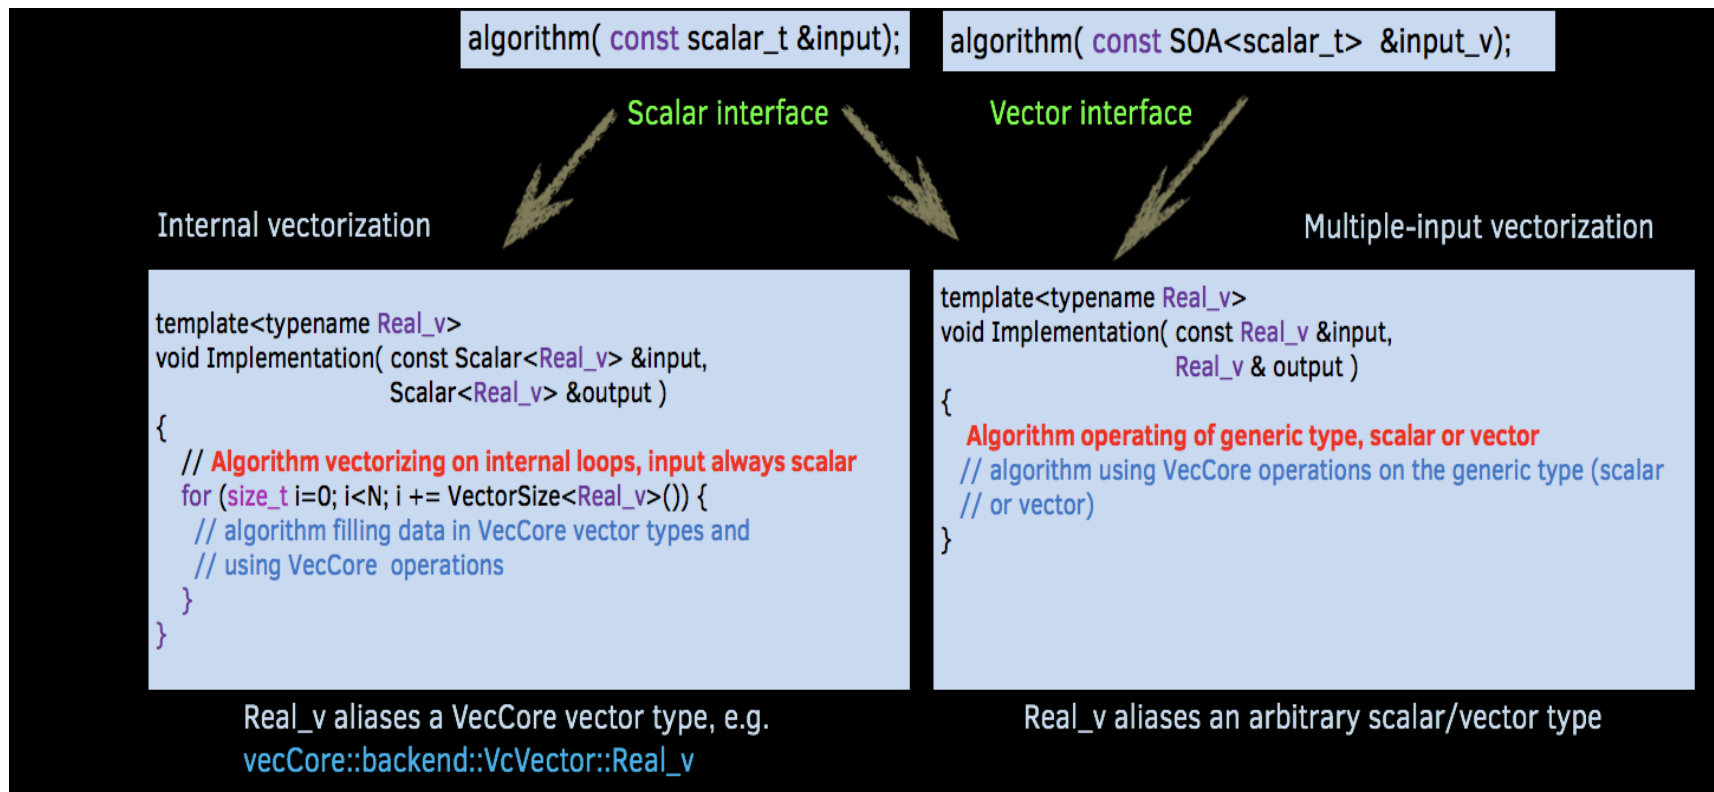 algorithm( const scalar_t &input);
algorithm( const SOA<scalar_t> &input_v);
Scalar interface
Vector interface
Internal vectorization
Multiple-input vectorization
template<typename Real_v>
void Implementation( const Scalar<Real_v> &input,
Scalar<Real_v> &output )
{
// Algorithm vectorizing on internal loops, input always scalar
for (size_t i=0; i<N; i += VectorSize<Real_v>()) {
// algorithm filling data in VecCore vector types and
// using VecCore operations
}
}
template<typename Real_v>
void Implementation( const Real_v &input,
Real_v & output )
{
Algorithm operating of generic type, scalar or vector
// algorithm using VecCore operations on the generic type (scalar
// or vector)
}
Real_v aliases a VecCore vector type, e.g.
vecCore::backend::VcVector::Real_v
Real_v aliases an arbitrary scalar/vector type